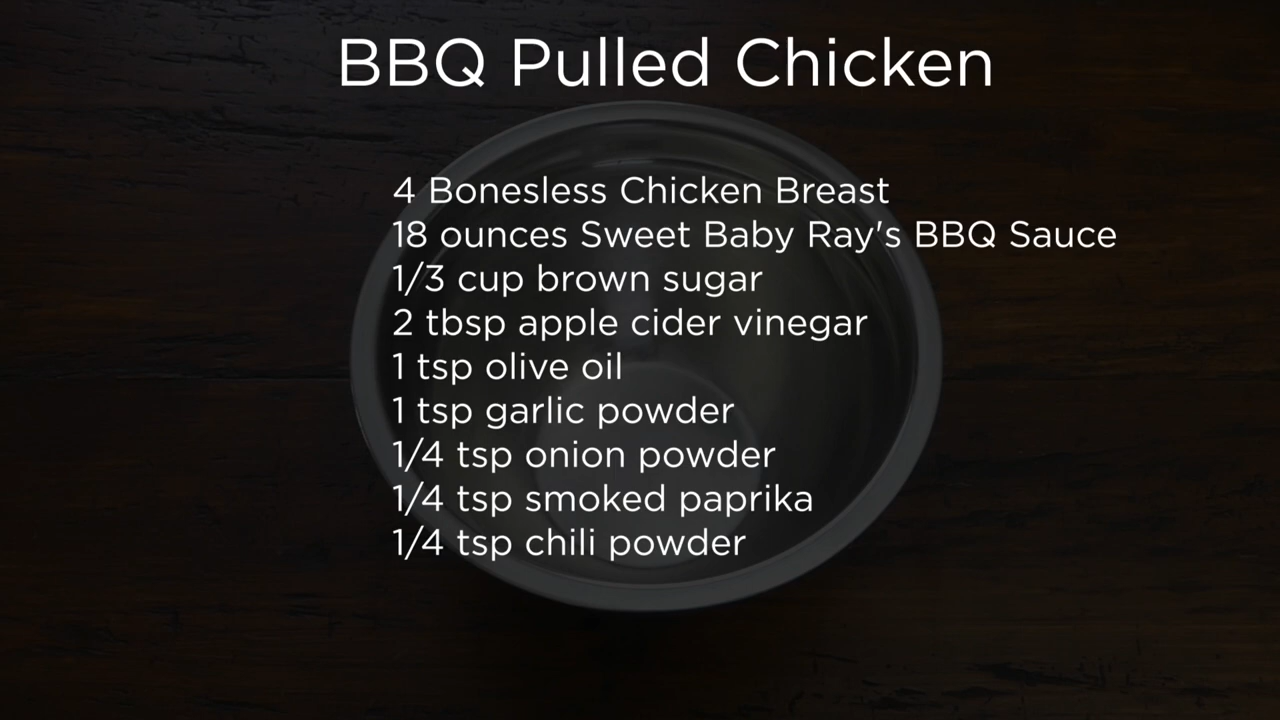 BBQ Pulled Chicken
4 Bonesless Chicken Breast
18 ounces Sweet Baby Ray's BBQ Sauce
1/3 cup brown sugar
2 tbsp apple cider vinegar
1 tsp olive oil
1 tsp garlic powder
1/4 tsp onion powder
1/4 tsp smoked paprika
1/4 tsp chili powder